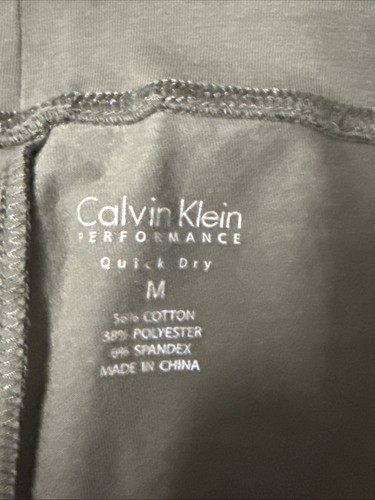 Calvin Klein
PERFORMANCE
Quick Dry
M
56% COTTON
38% POLYESTER
6% SPANDEX
MADE IN CHINA